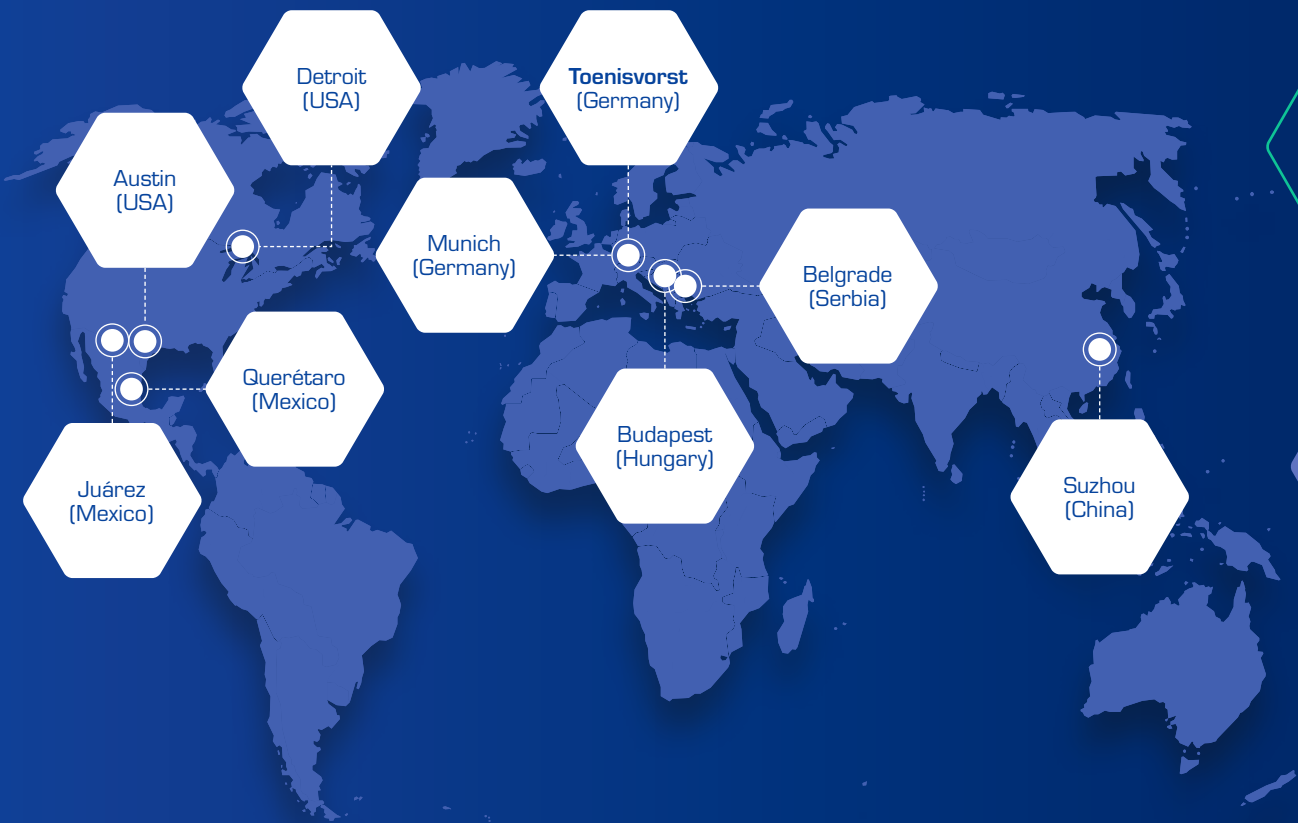 Detroit
(USA)
Toenisvorst
(Germany)
Austin
(USA)
Munich
(Germany)
Belgrade
(Serbia)
Querétaro
(Mexico)
Budapest
(Hungary)
Juárez
(Mexico)
Suzhou
(China)